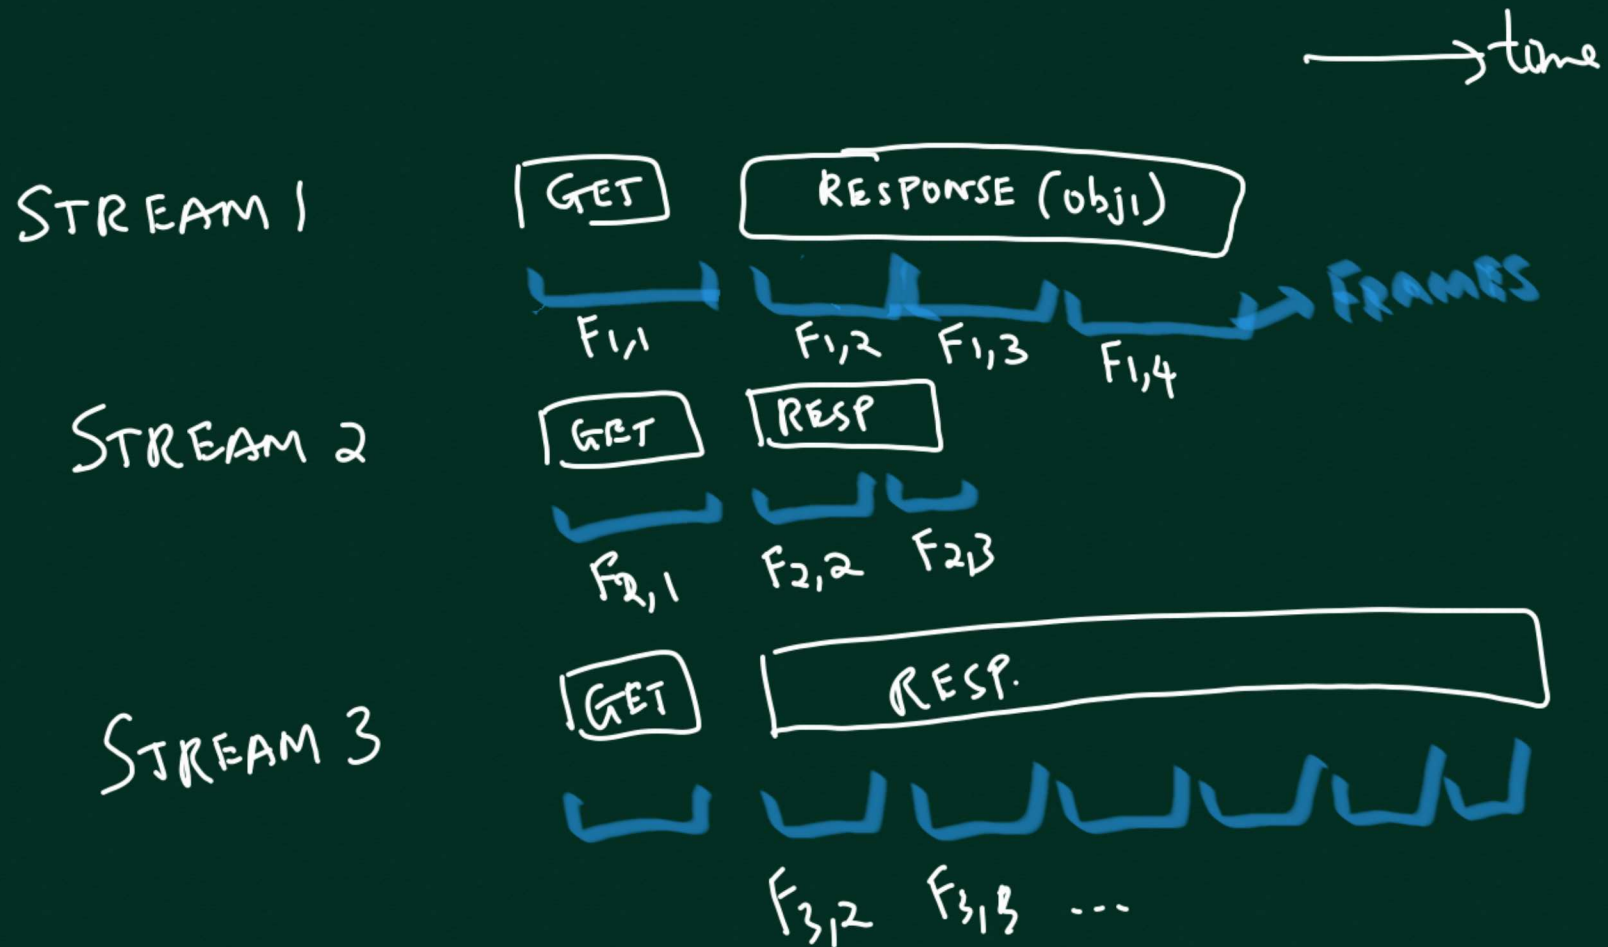 time
STREAM 1 GET RESPONSE (obj1)
FRAMES
F1,1 F1,2 F1,3 F1,4
STREAM 2 GET RESP
F2,1 F2,2 F2,3
STREAM 3 GET RESP.
F3,2 F3,3 ...